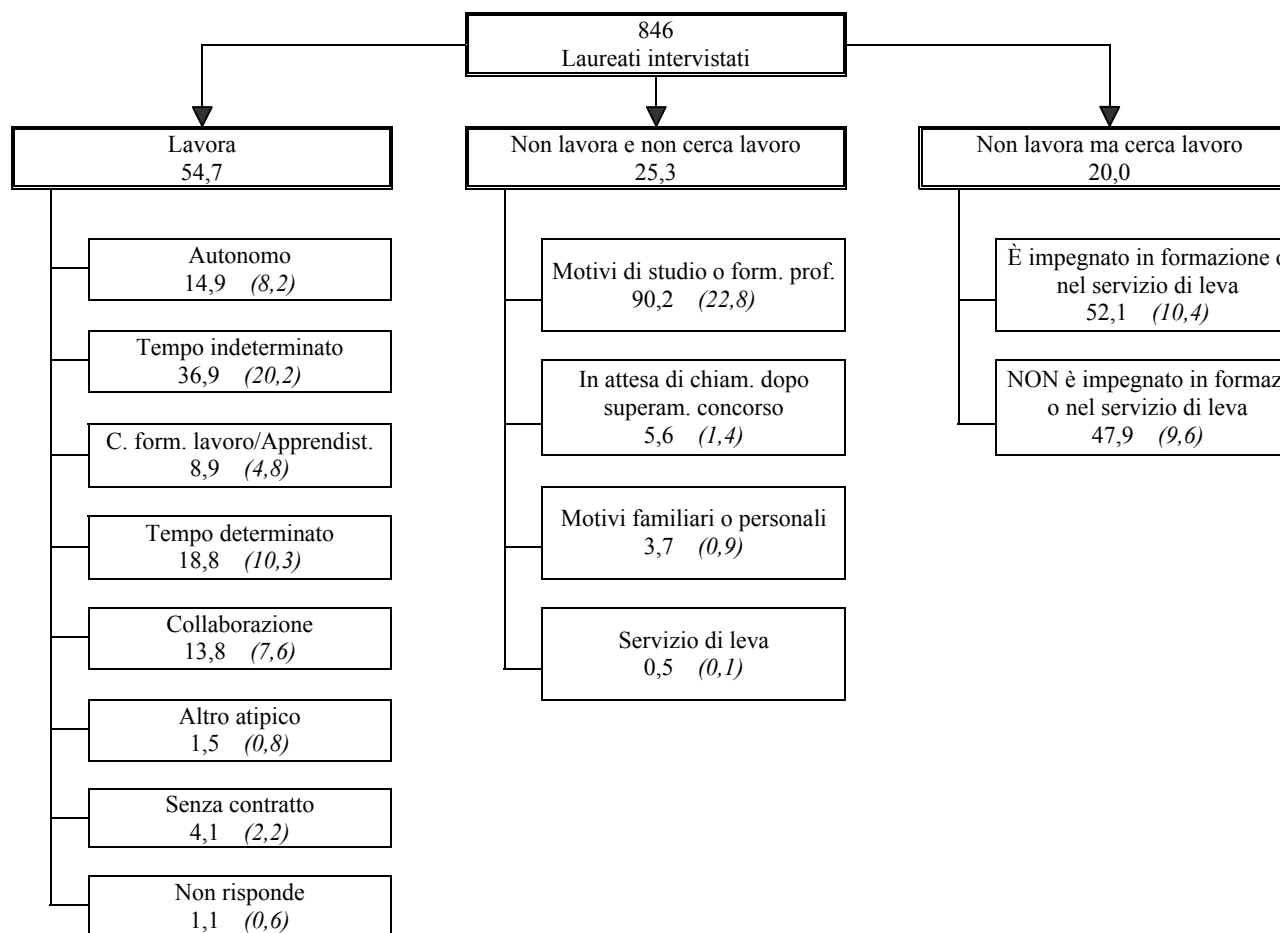 846
Laureati intervistati
Lavora
54,7
Non lavora e non cerca lavoro
25,3
Non lavora ma cerca lavoro
20,0
Autonomo
14,9 (8,2)
Tempo indeterminato
36,9 (20,2)
C. form. lavoro/Apprendist.
8,9 (4,8)
Tempo determinato
18,8 (10,3)
Collaborazione
13,8 (7,6)
Altro atipico
1,5 (0,8)
Senza contratto
4,1 (2,2)
Non risponde
1,1 (0,6)
Motivi di studio o form. prof.
90,2 (22,8)
In attesa di chiam. dopo
superam. concorso
5,6 (1,4)
Motivi familiari o personali
3,7 (0,9)
Servizio di leva
0,5 (0,1)
È impegnato in formazione
nel servizio di leva
52,1 (10,4)
NON è impegnato in
o nel servizio di leva
47,9 (9,6)